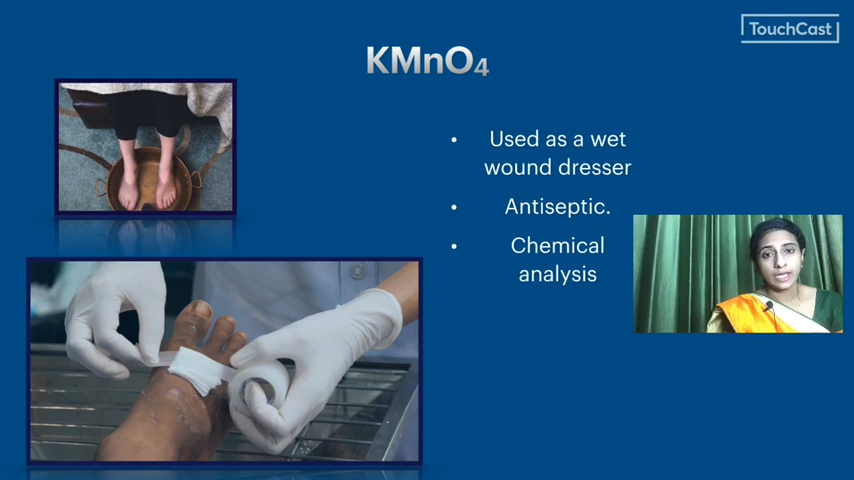 TouchCast
KMnO₄
• Used as a wet
wound dresser
• Antiseptic.
• Chemical
analysis